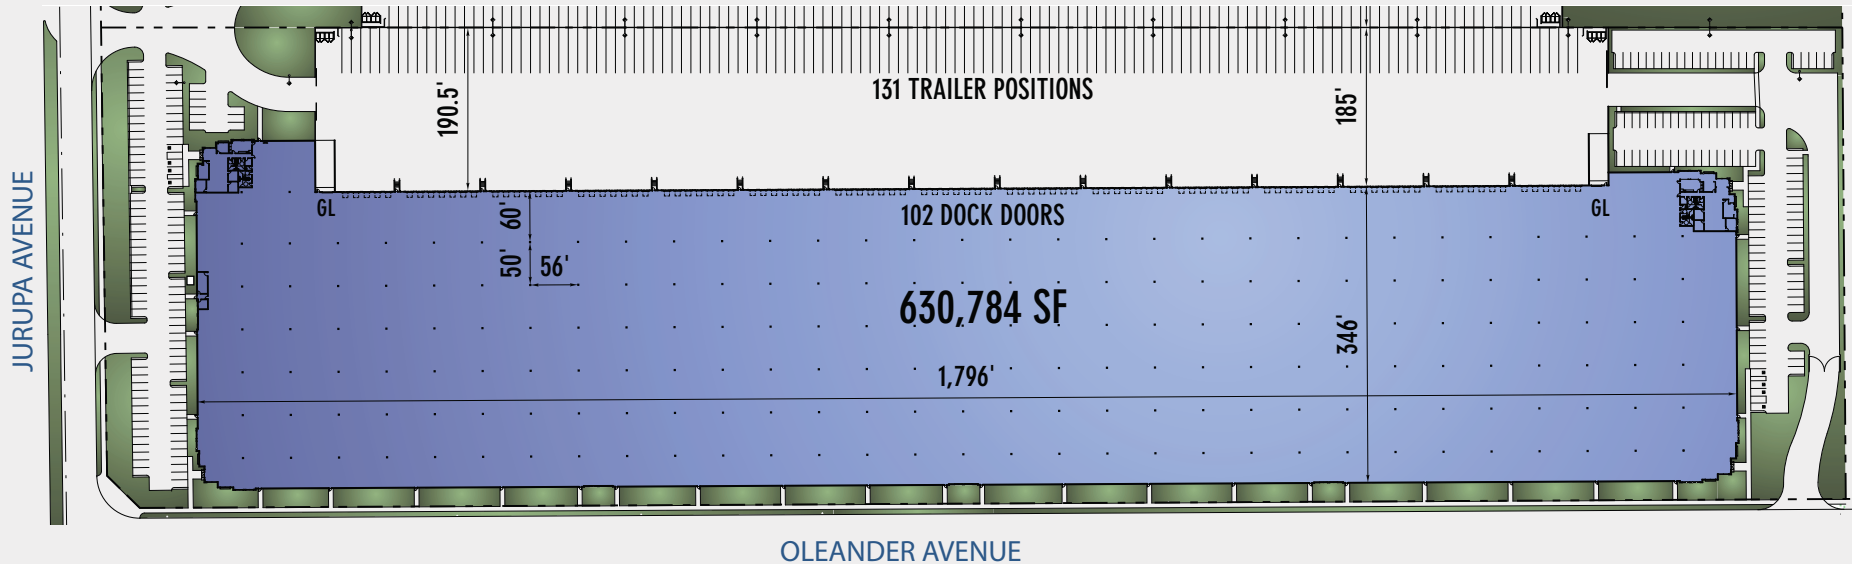 131 TRAILER POSITIONS
190.5'
185'
GL
102 DOCK DOORS
GL
60'
50'
56'
630,784 SF
346'
1,796'
JURUPA AVENUE
OLEANDER AVENUE